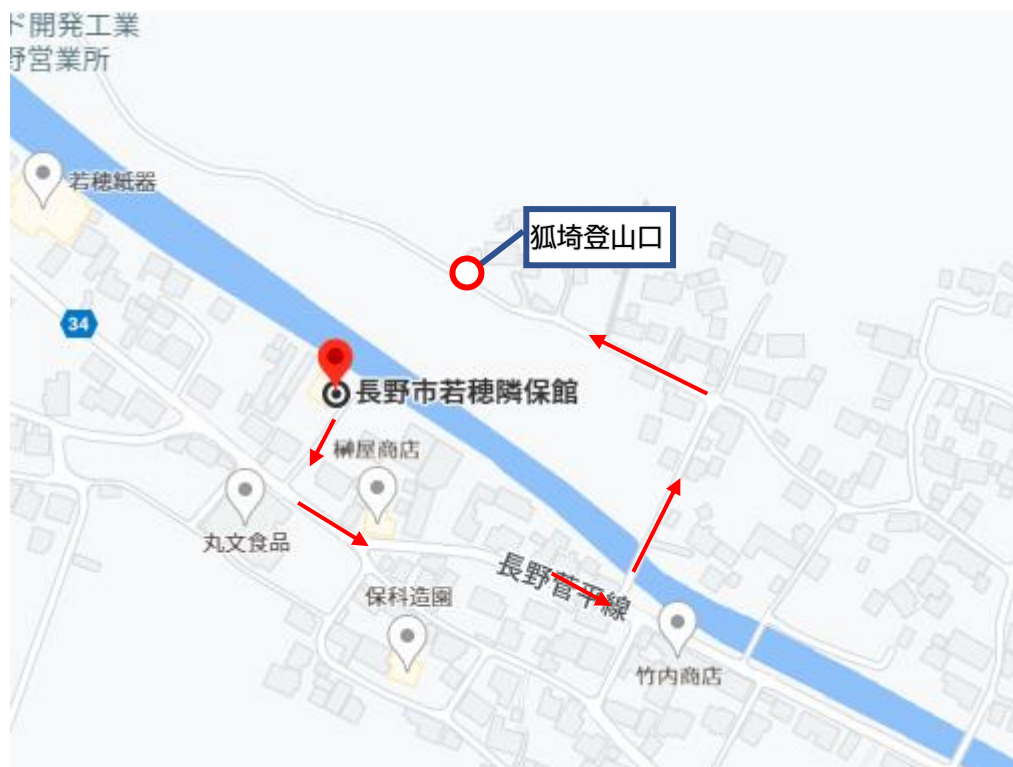 ド開発工業
野営業所
若穂紙器
狐埼登山口
34
長野市若穂隣保館
榊屋商店
丸文食品
長野菅平線
保科造園
竹内商店